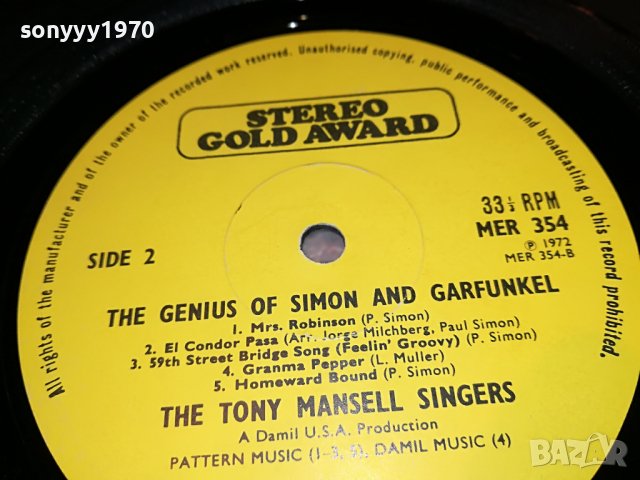 sonyyy1970
All rights of the manufacturer and of the owner of the recorded work reserved. Unauthorised copying, public performance and broadcasting of this record prohibited.
STEREO
GOLD AWARD
33⅓ RPM
MER 354
SIDE 2
Ⓟ 1972
MER 354-B
THE GENIUS OF SIMON AND GARFUNKEL
1. Mrs. Robinson (P. Simon)
2. El Condor Pasa (Arr. Jorge Milchberg, Paul Simon)
3. 59th Street Bridge Song (Feelin' Groovy) (P. Simon)
4. Granma Pepper (L. Muller)
5. Homeward Bound (P. Simon)
THE TONY MANSELL SINGERS
A Damil U.S.A. Production
PATTERN MUSIC (1-3, 5), DAMIL MUSIC (4)
BAZAR